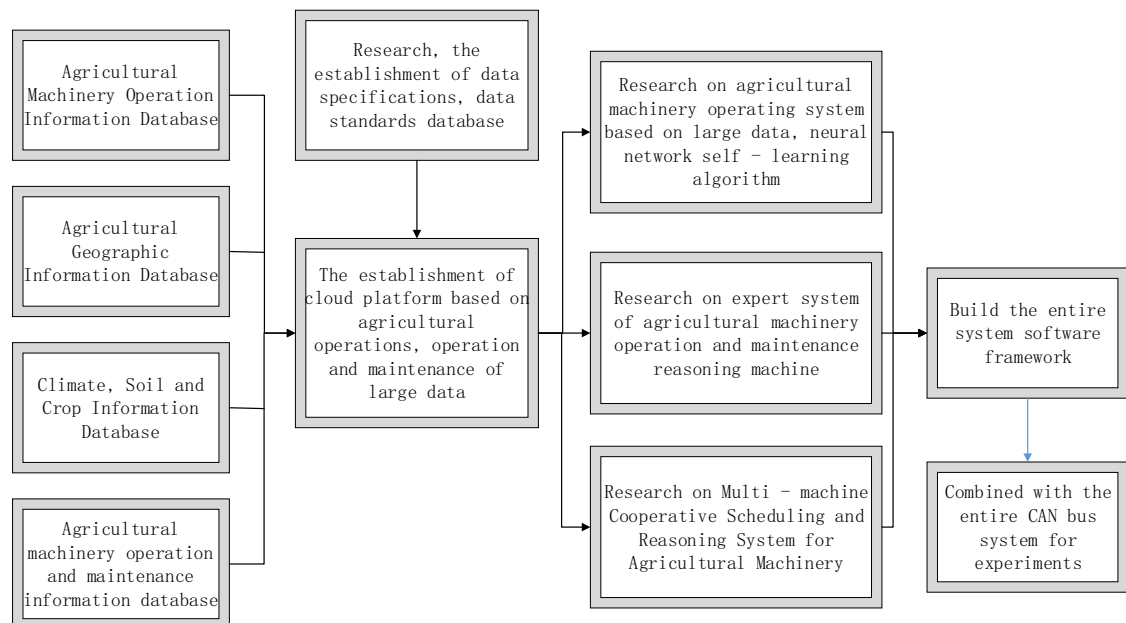 Agricultural
Machinery Operation
Information Database
Agricultural
Geographic
Information Database
Climate, Soil and
Crop Information
Database
Agricultural
machinery operation
and maintenance
information database
Research, the
establishment of data
specifications, data
standards database
The establishment of
cloud platform based on
agricultural
operations, operation
and maintenance of
large data
Research on agricultural
machinery operating system
based on large data, neural
network self - learning
algorithm
Research on expert system
of agricultural machinery
operation and maintenance
reasoning machine
Research on Multi - machine
Cooperative Scheduling and
Reasoning System for
Agricultural Machinery
Build the entire
system software
framework
Combined with the
entire CAN bus
system for
experiments